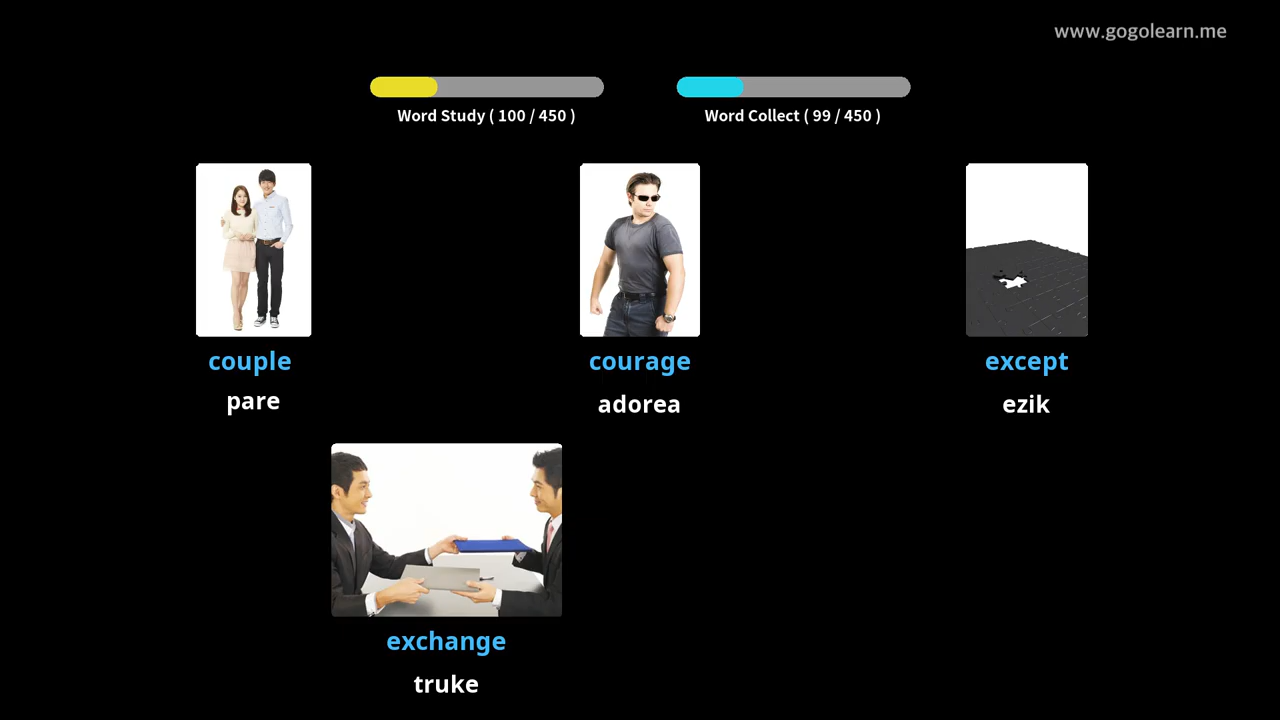 www.gogolearn.me
Word Study ( 100 / 450 )
Word Collect ( 99 / 450 )
couple
pare
courage
adorea
except
ezik
exchange
truke